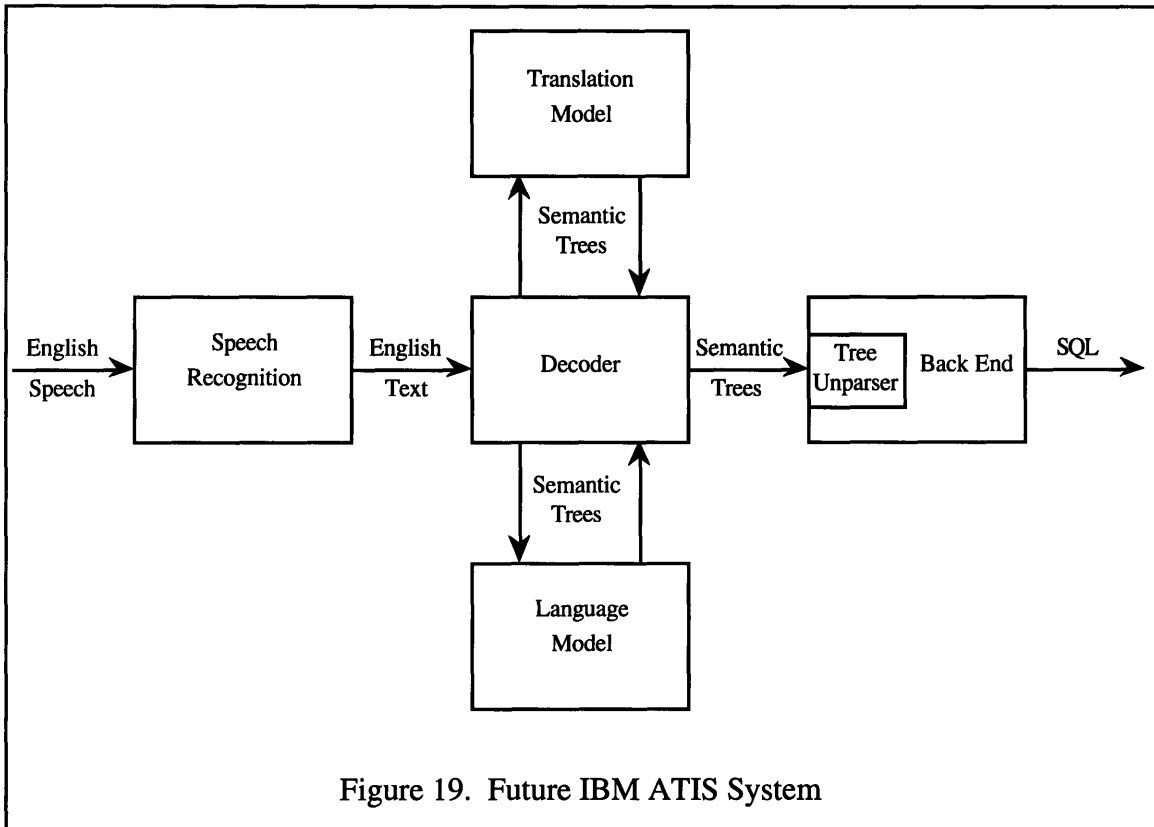 Translation
Model
Semantic
Trees
English
Speech
Speech
Recognition
English
Text
Decoder
Semantic
Trees
Tree
Unparser
Back End
SQL
Semantic
Trees
Language
Model
Figure 19. Future IBM ATIS System